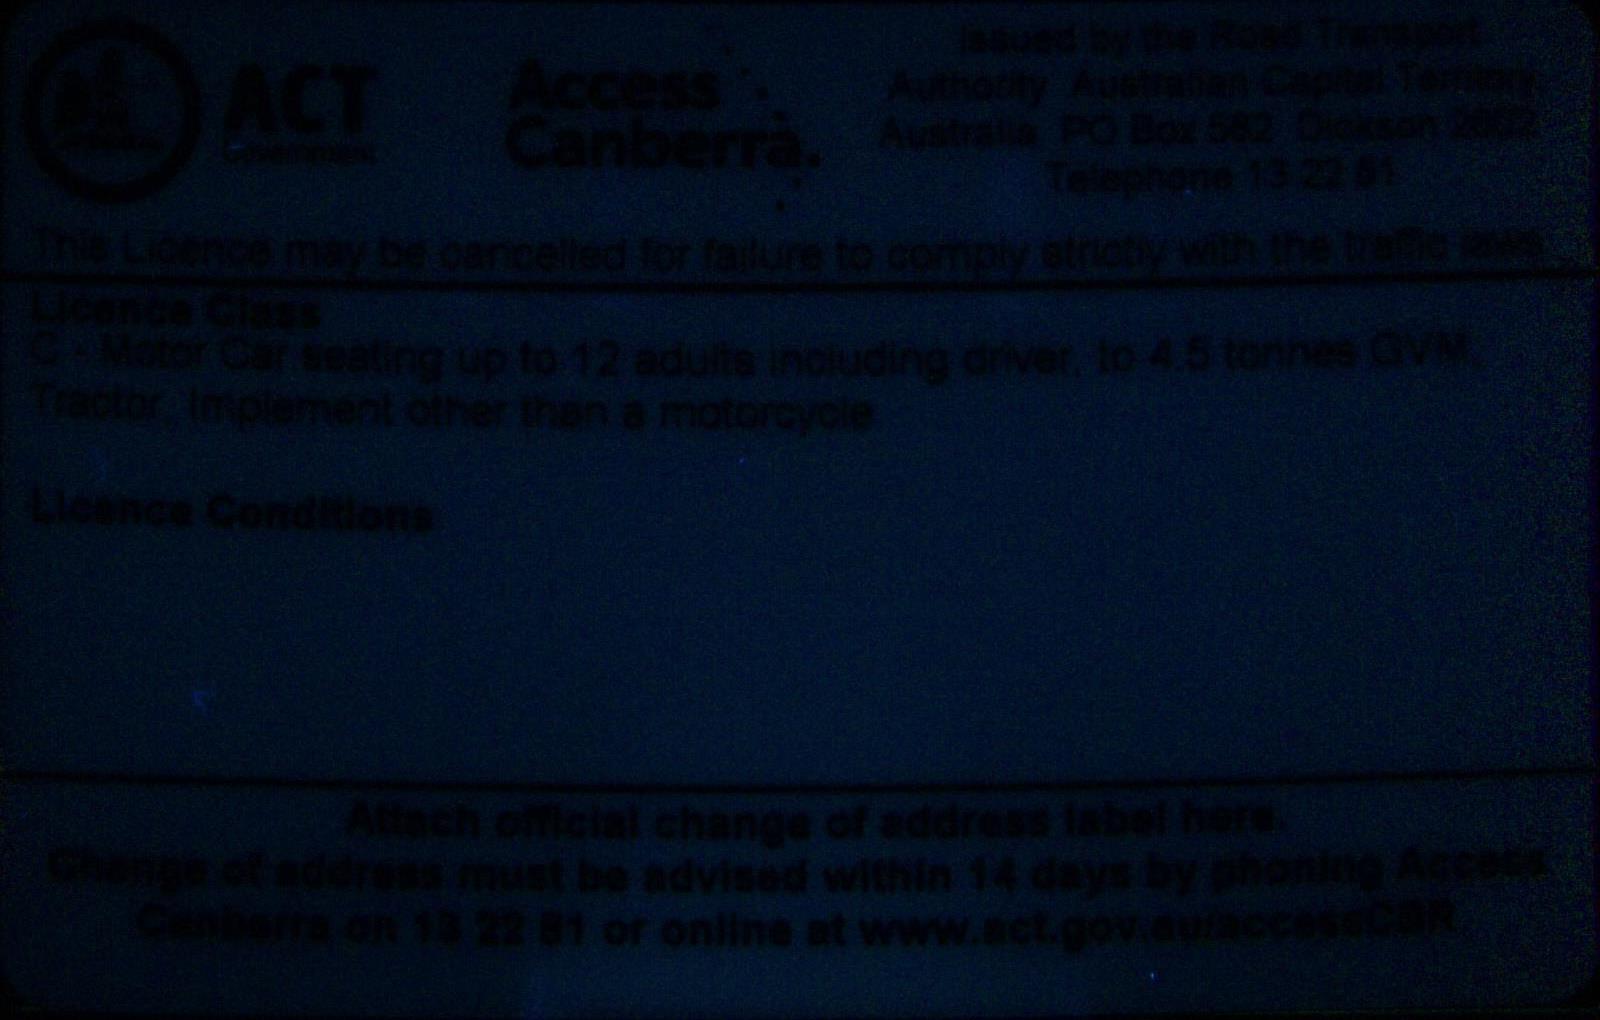 ACT
Government
Access
Canberra.
Issued by the Road Transport
Authority Australian Capital Territory
Australia PO Box 582 Dickson 2602
Telephone 13 22 81
This Licence may be cancelled for failure to comply strictly with the traffic laws
Licence Class
C - Motor Car seating up to 12 adults including driver, to 4.5 tonnes GVM,
Tractor, Implement other than a motorcycle
Licence Conditions
Attach official change of address label here.
Change of address must be advised within 14 days by phoning Access
Canberra on 13 22 81 or online at www.act.gov.au/accessCBR